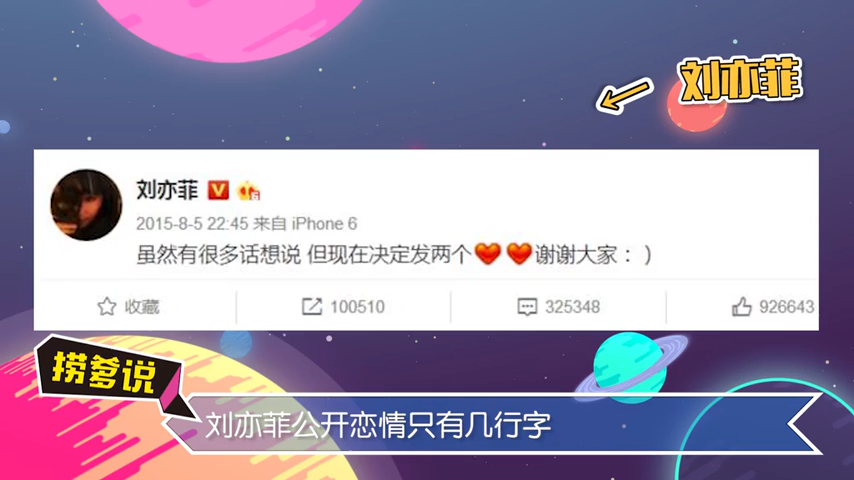 刘亦菲
刘亦菲
2015-8-5 22:45 来自 iPhone 6
虽然有很多话想说 但现在决定发两个❤❤谢谢大家：）
收藏 100510 325348 926643
捞爹说
刘亦菲公开恋情只有几行字